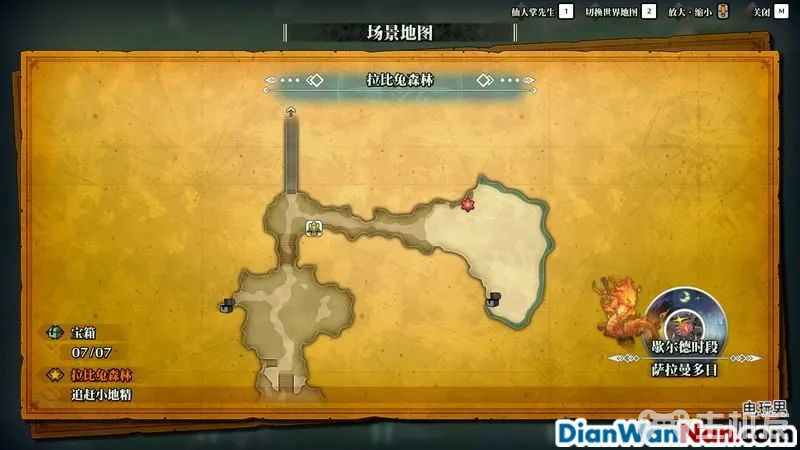 仙人掌先生 1 切换世界地图 2 放大·缩小 关闭 M
场景地图
拉比兔森林
宝箱
07/07
拉比兔森林
追赶小地精
歇尔德时段
萨拉曼多日
电玩男
DianWanNan.com